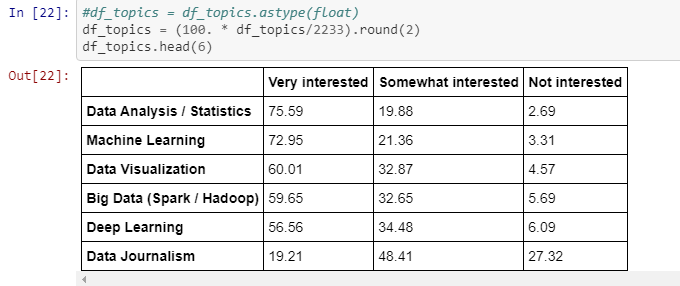 In [22]: #df_topics = df_topics.astype(float)
df_topics = (100. * df_topics/2233).round(2)
df_topics.head(6)
Out[22]:
Very interested Somewhat interested Not interested
Data Analysis / Statistics 75.59 19.88 2.69
Machine Learning 72.95 21.36 3.31
Data Visualization 60.01 32.87 4.57
Big Data (Spark / Hadoop) 59.65 32.65 5.69
Deep Learning 56.56 34.48 6.09
Data Journalism 19.21 48.41 27.32